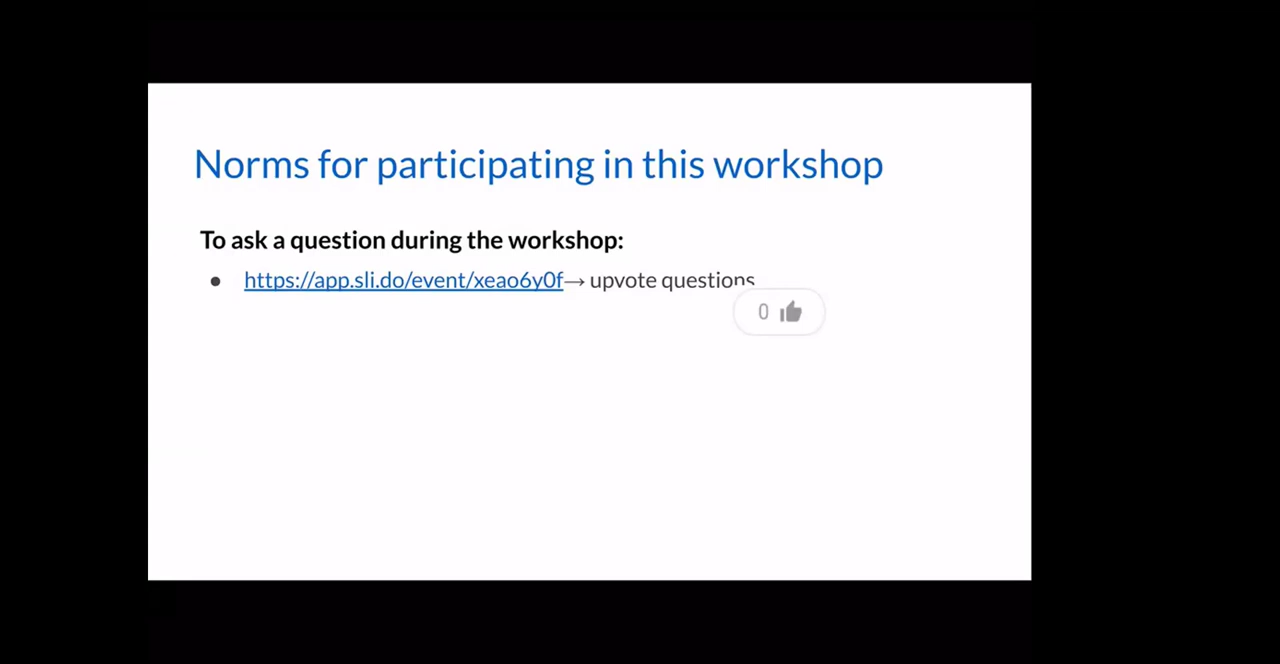 Norms for participating in this workshop
To ask a question during the workshop:
● https://app.sli.do/event/xeao6y0f→ upvote questions
0